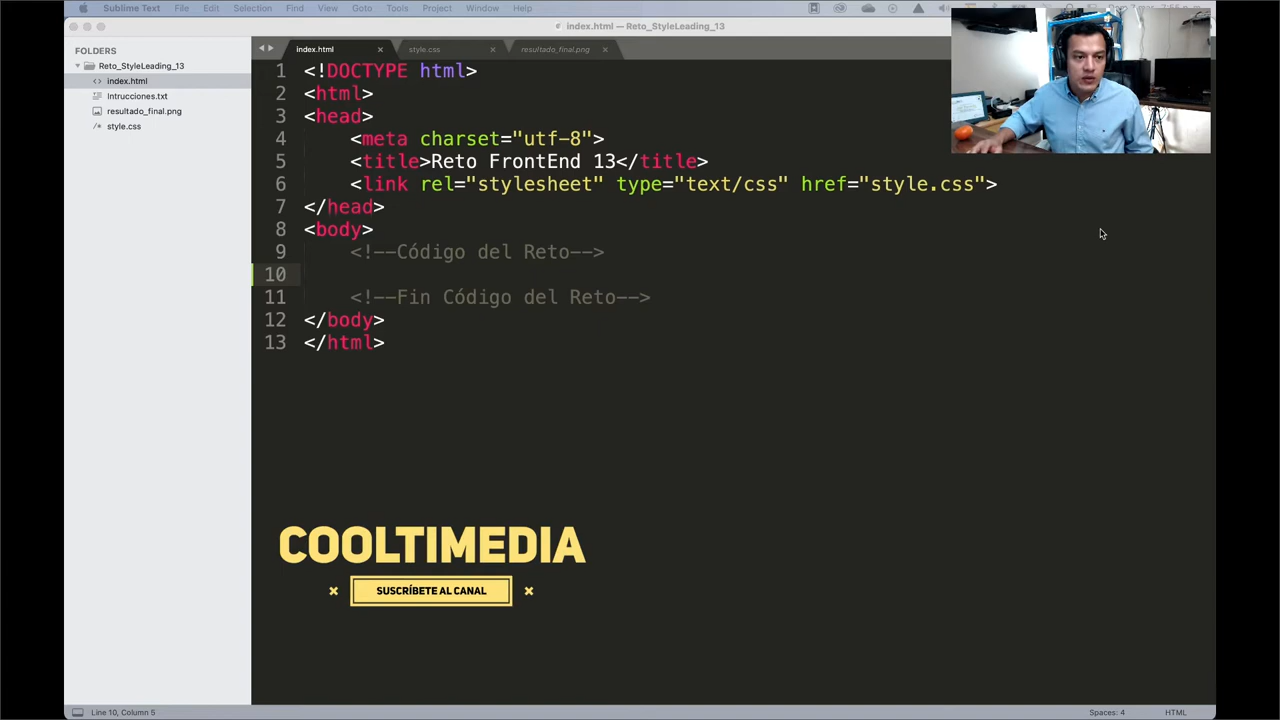 Sublime Text File Edit Selection Find View Goto Tools Project Window Help
index.html — Reto_StyleLeading_13
FOLDERS
Reto_StyleLeading_13
index.html
Intrucciones.txt
resultado_final.png
style.css
index.html style.css resultado_final.png
1 <!DOCTYPE html>
2 <html>
3 <head>
4 <meta charset="utf-8">
5 <title>Reto FrontEnd 13</title>
6 <link rel="stylesheet" type="text/css" href="style.css">
7 </head>
8 <body>
9 <!--Código del Reto-->
10
11 <!--Fin Código del Reto-->
12 </body>
13 </html>
COOLTIMEDIA
SUSCRÍBETE AL CANAL
Line 10, Column 5 Spaces: 4 HTML